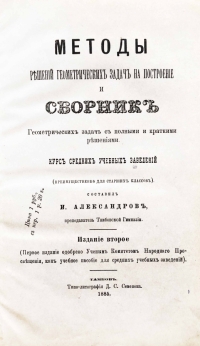 МЕТОДЫ
РѢШЕНІЙ ГЕОМЕТРИЧЕСКИХЪ ЗАДАЧЪ НА ПОСТРОЕНІЕ
И
СБОРНИКЪ
Геометрическихъ задачъ съ полными и краткими
рѣшеніями.
КУРСЪ СРЕДНИХЪ УЧЕБНЫХЪ ЗАВЕДЕНІЙ
(ПРЕИМУЩЕСТВЕННО ДЛЯ СТАРШИХЪ КЛАССОВЪ)
СОСТАВИЛЪ
И. АЛЕКСАНДРОВЪ,
преподаватель Тамбовской Гимназіи.
Изданіе второе
(Первое изданіе одобрено Ученымъ Комитетомъ Народнаго Про-
свѣщенія, какъ учебное пособіе для среднихъ учебныхъ заведеній).
ТАМБОВЪ.
Типо-литографія Д. С. Семенова.
1885.